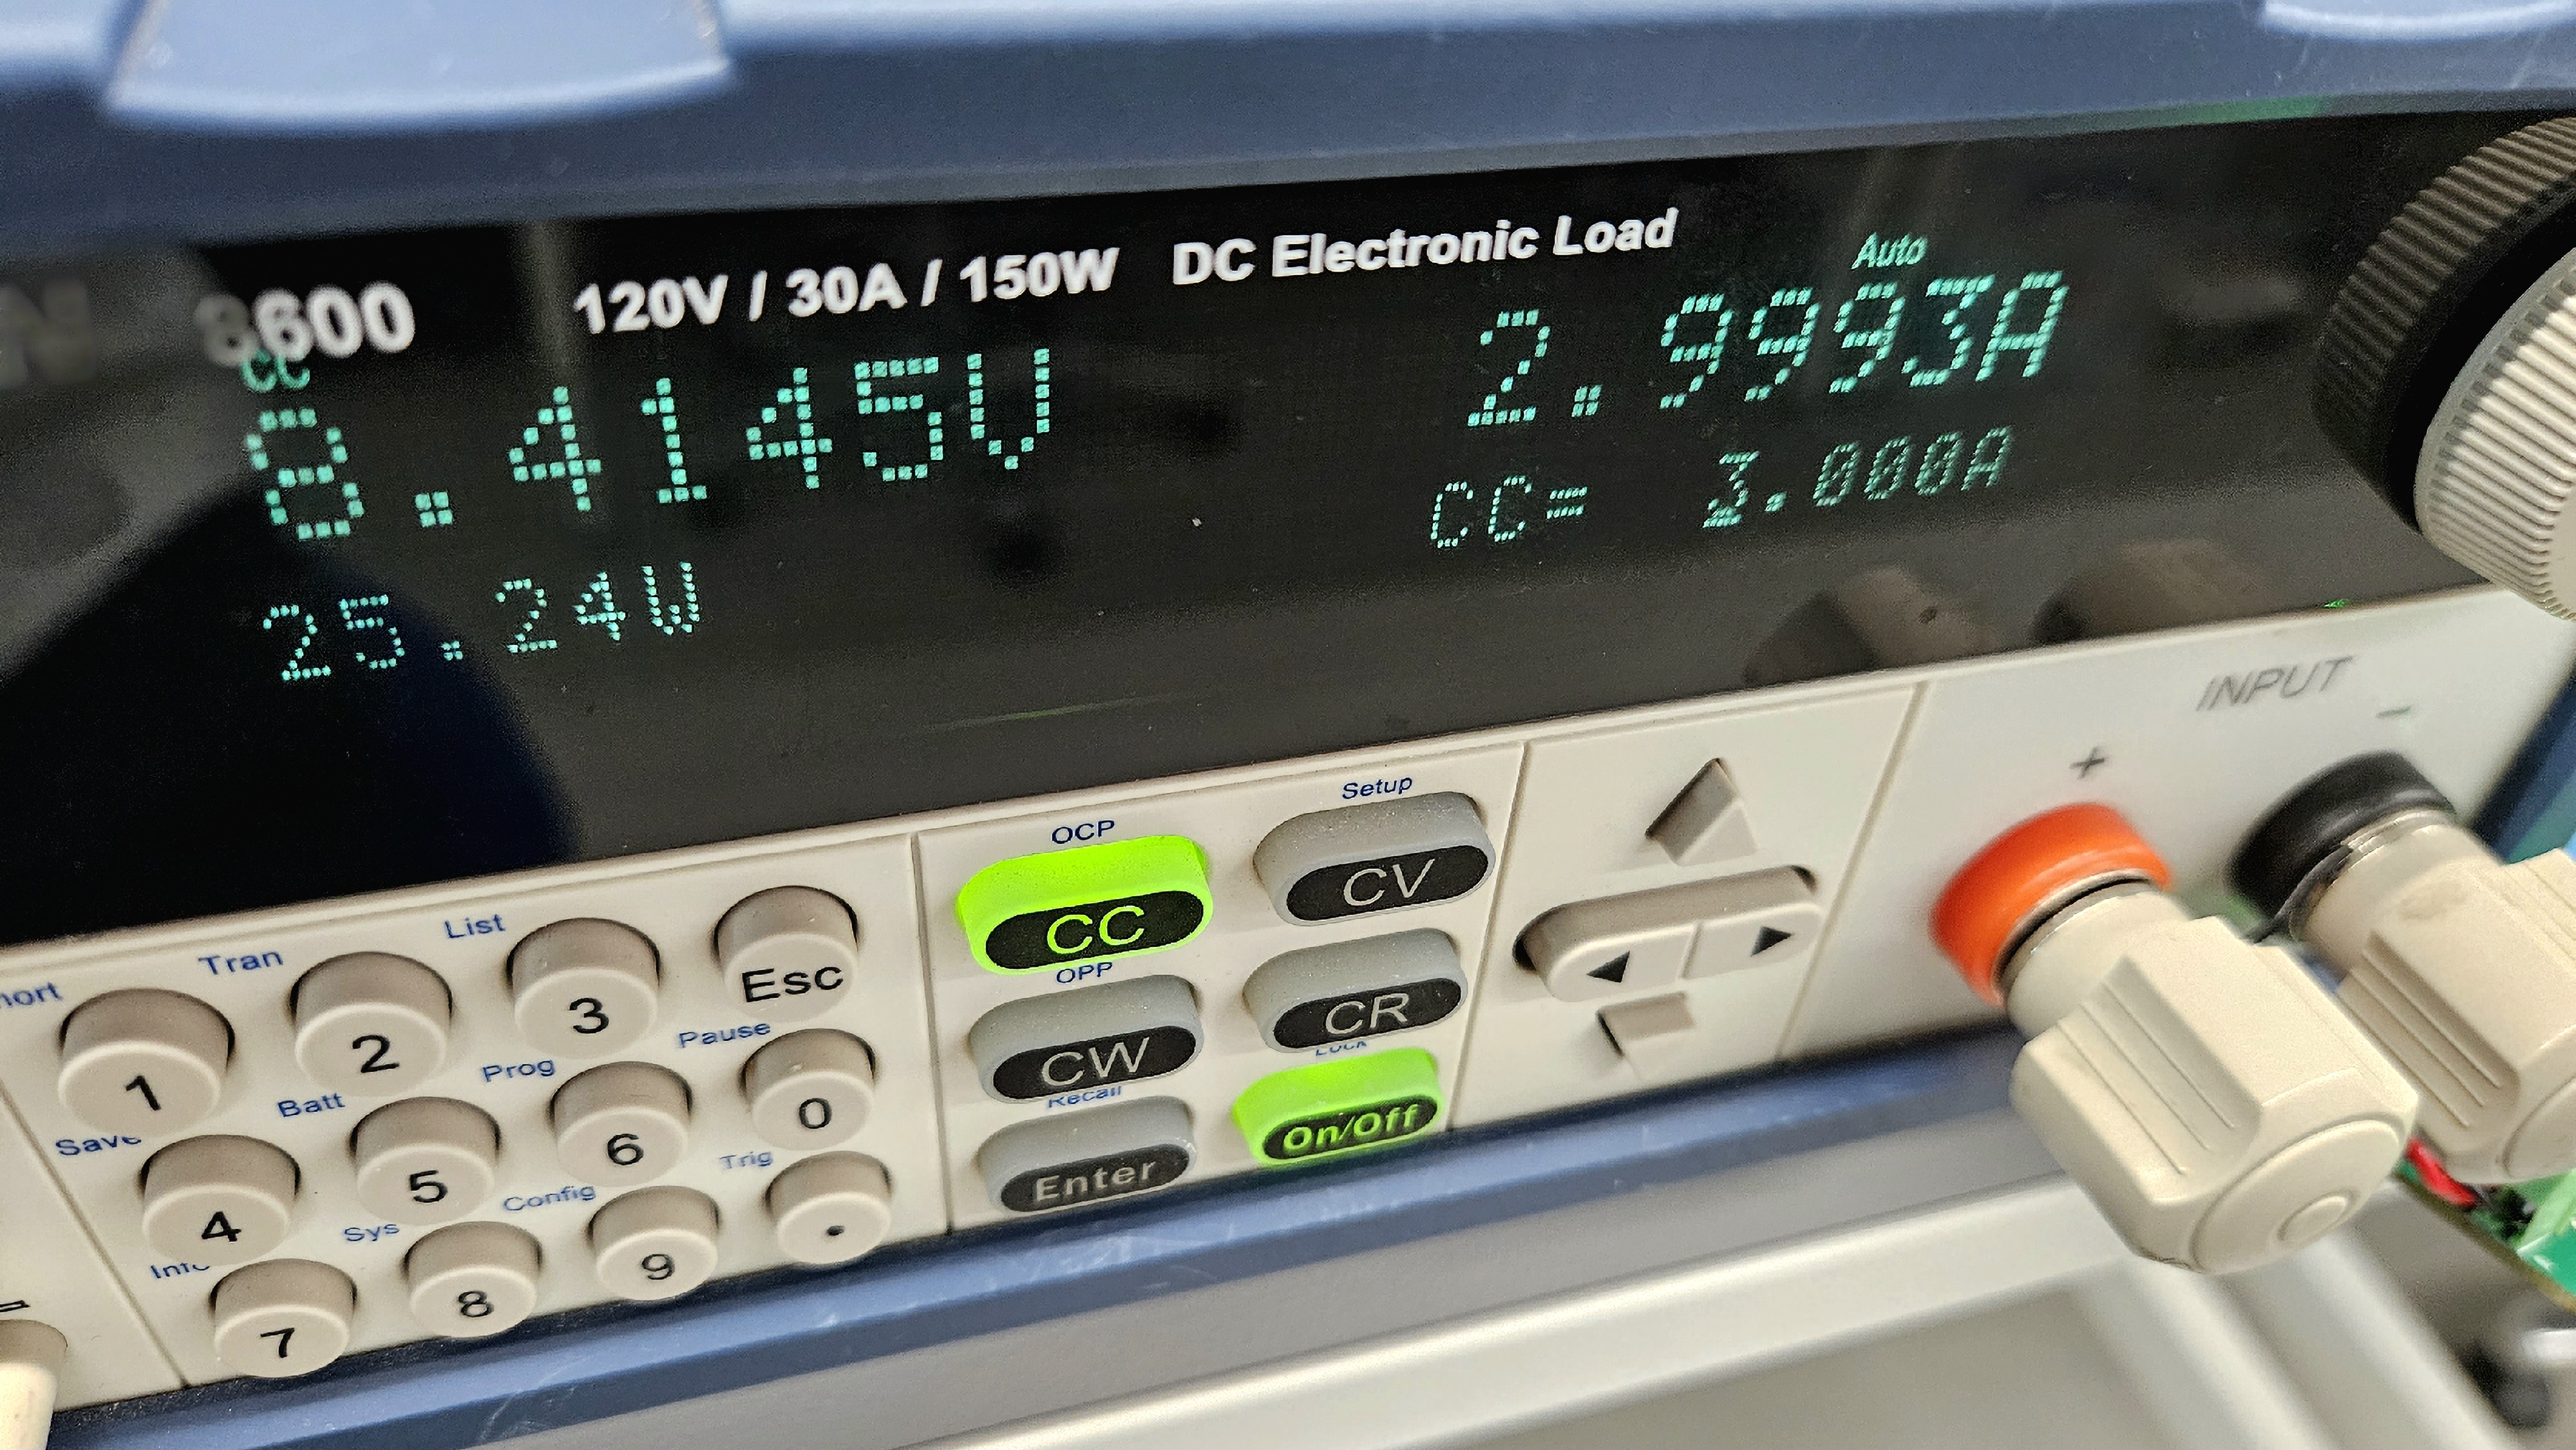 8600 120V / 30A / 150W DC Electronic Load
CC Auto
8.4145V 2.9993A
25.24W CC= 3.000A
INPUT
+ -
OCP Setup
CC CV
OPP
CW CR
Recall Lock
Enter On/Off
Tran List
1 2 3 Esc
Save Batt Prog Pause
4 5 6 0
Info Sys Config Trig
7 8 9 .